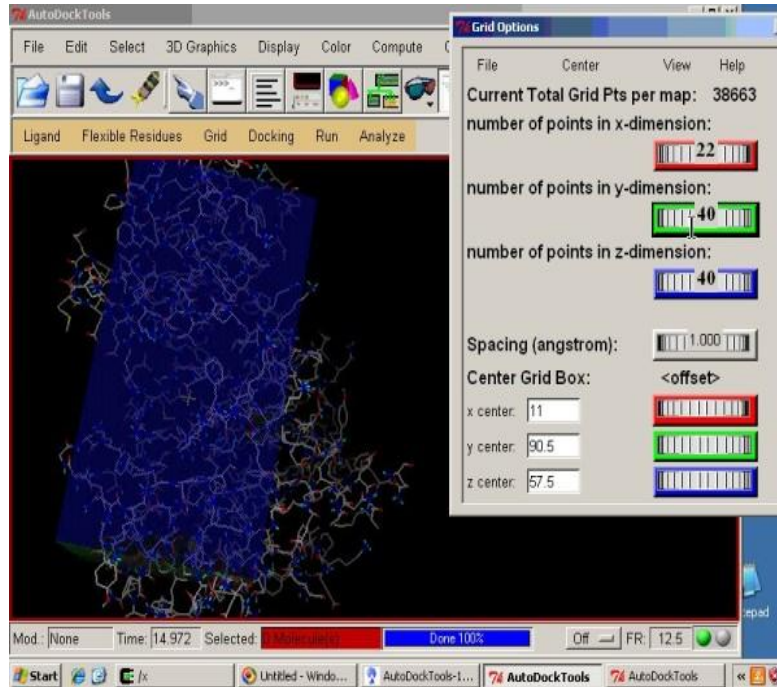 AutoDockTools
File Edit Select 3D Graphics Display Color Compute
Ligand Flexible Residues Grid Docking Run Analyze
Grid Options
File Center View Help
Current Total Grid Pts per map: 38663
number of points in x-dimension:
22
number of points in y-dimension:
40
number of points in z-dimension:
40
Spacing (angstrom): 1.000
Center Grid Box: <offset>
x center: 11
y center: 90.5
z center: 57.5
Mod.: None Time: 14.972 Selected: 0 Molecule(s) Done 100% Off FR: 12.5
Start Untitled - Windo... AutoDockTools-1... AutoDockTools AutoDockTools